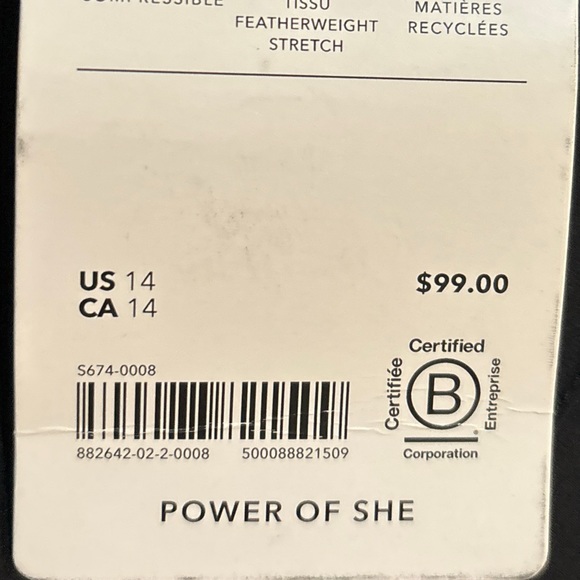 COMPRESSIBLE
TISSU
FEATHERWEIGHT
STRETCH
MATIÈRES
RECYCLÉES
US 14
CA 14
$99.00
S674-0008
882642-02-2-0008 500088821509
Certified
Certifiée
B
Entreprise
Corporation
POWER OF SHE